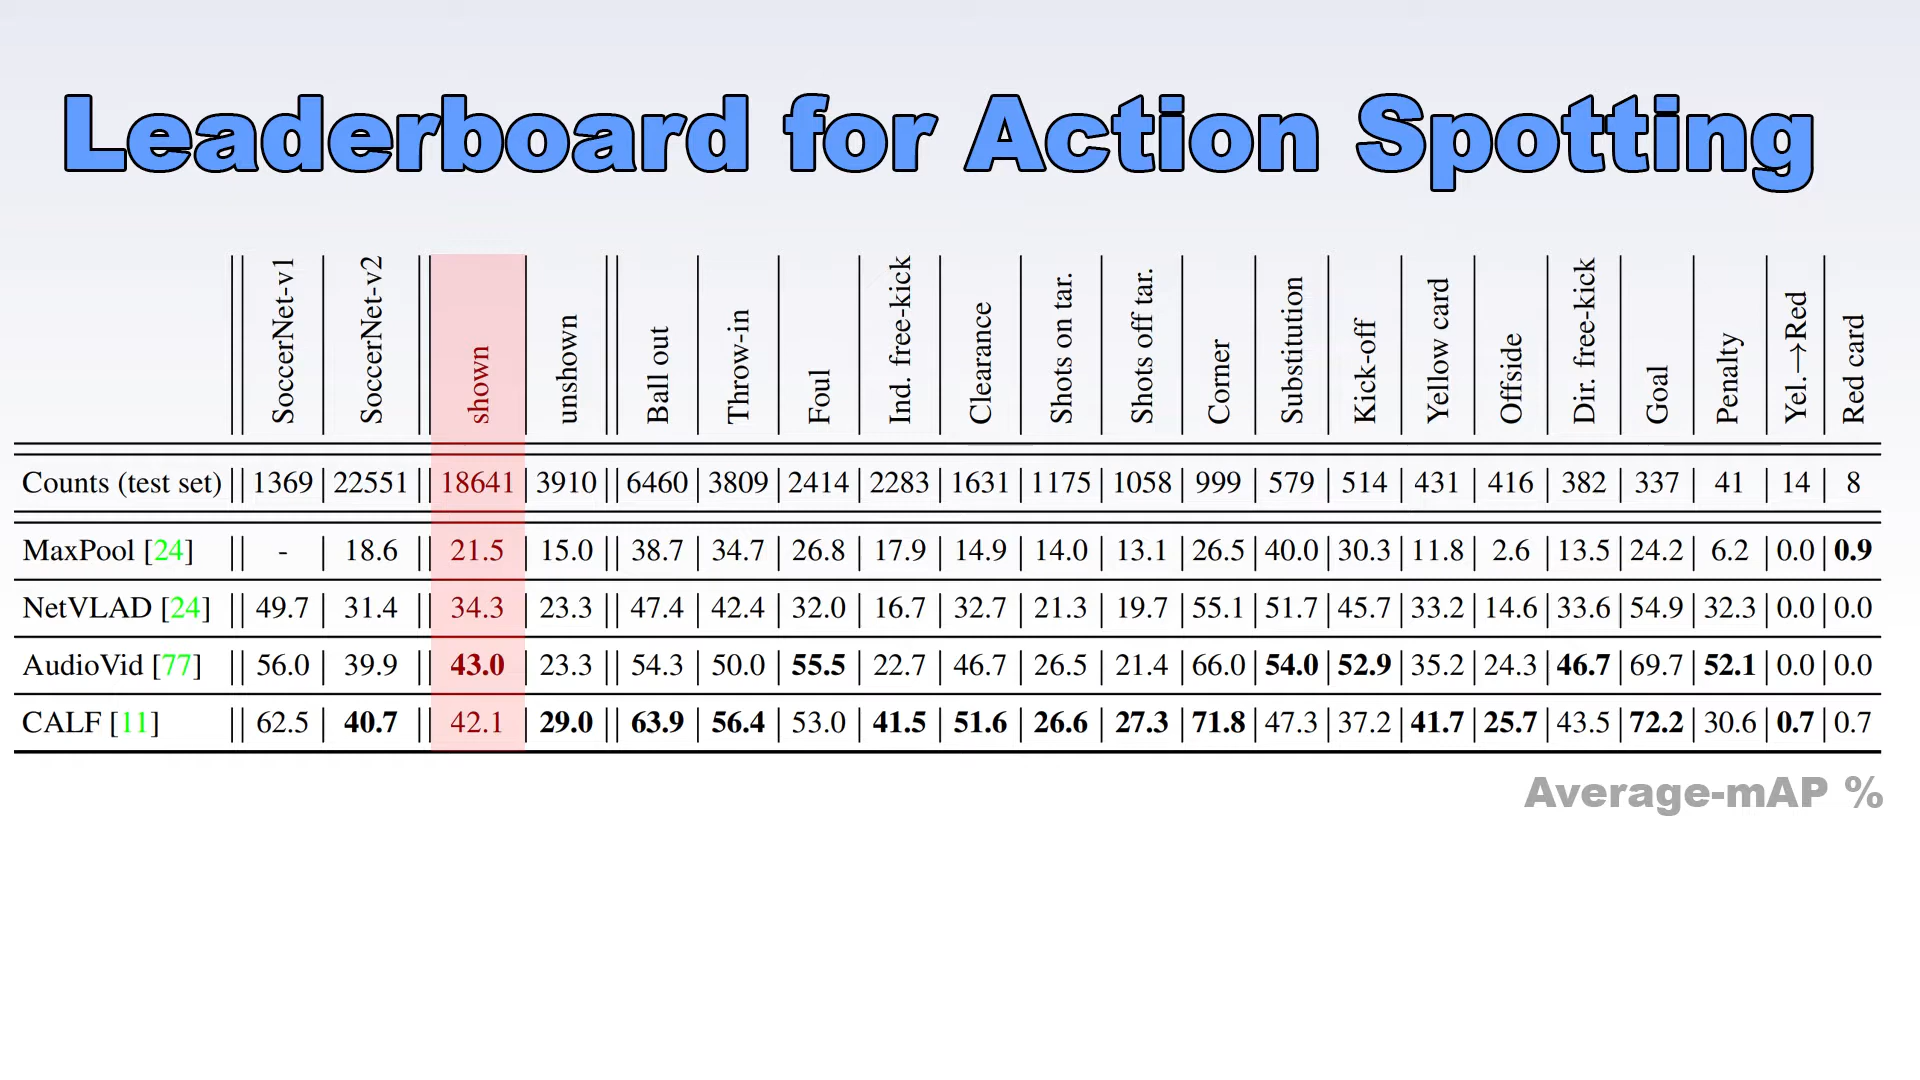 Leaderboard for Action Spotting
SoccerNet-v1 SoccerNet-v2 shown unshown Ball out Throw-in Foul Ind. free-kick Clearance Shots on tar. Shots off tar. Corner Substitution Kick-off Yellow card Offside Dir. free-kick Goal Penalty Yel.→Red Red card
Counts (test set) 1369 22551 18641 3910 6460 3809 2414 2283 1631 1175 1058 999 579 514 431 416 382 337 41 14 8
MaxPool [24] - 18.6 21.5 15.0 38.7 34.7 26.8 17.9 14.9 14.0 13.1 26.5 40.0 30.3 11.8 2.6 13.5 24.2 6.2 0.0 0.9
NetVLAD [24] 49.7 31.4 34.3 23.3 47.4 42.4 32.0 16.7 32.7 21.3 19.7 55.1 51.7 45.7 33.2 14.6 33.6 54.9 32.3 0.0 0.0
AudioVid [77] 56.0 39.9 43.0 23.3 54.3 50.0 55.5 22.7 46.7 26.5 21.4 66.0 54.0 52.9 35.2 24.3 46.7 69.7 52.1 0.0 0.0
CALF [11] 62.5 40.7 42.1 29.0 63.9 56.4 53.0 41.5 51.6 26.6 27.3 71.8 47.3 37.2 41.7 25.7 43.5 72.2 30.6 0.7 0.7
Average-mAP %